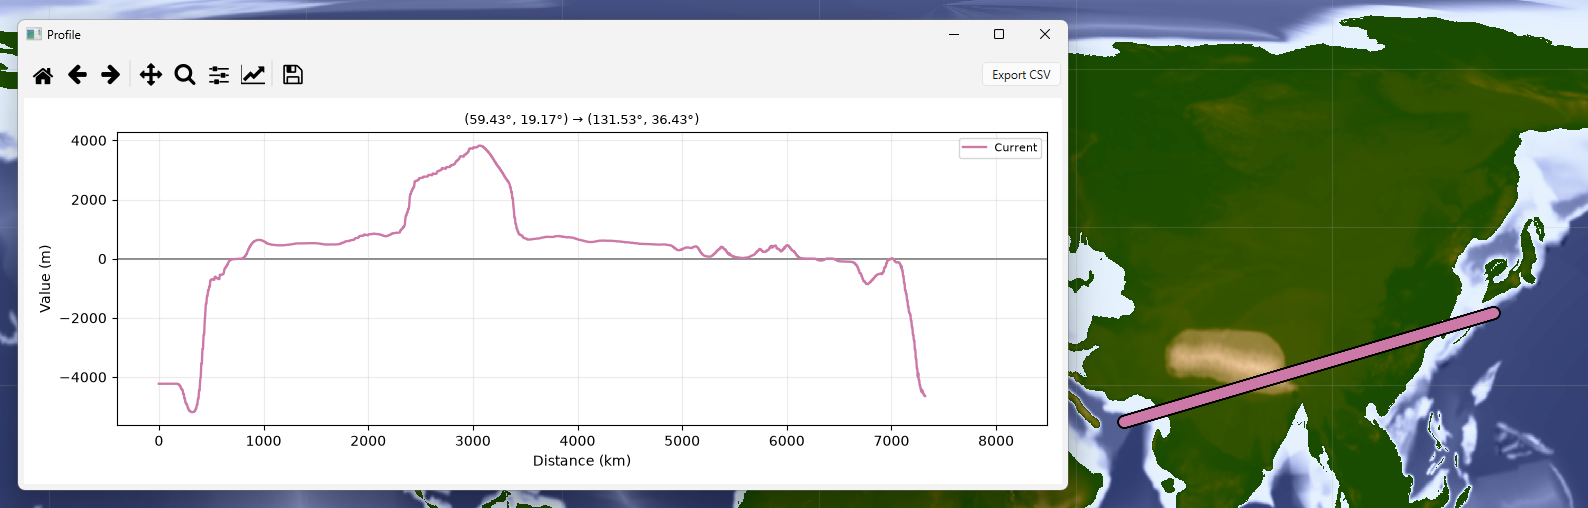 Profile
Export CSV
(59.43°, 19.17°) → (131.53°, 36.43°)
Current
4000
2000
0
−2000
−4000
Value (m)
0 1000 2000 3000 4000 5000 6000 7000 8000
Distance (km)